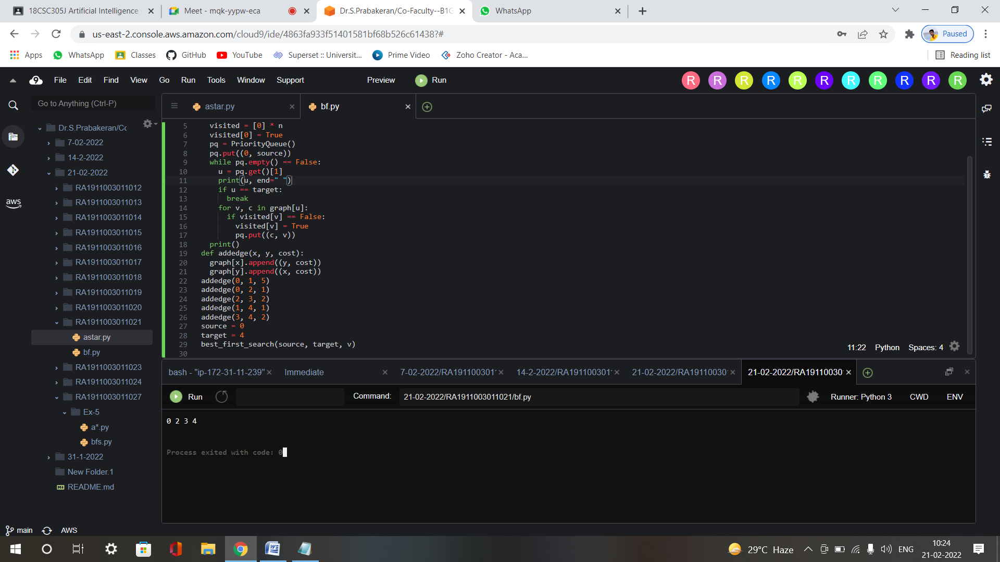 18CSC305J Artificial Intelligence
Meet - mqk-yypw-eca
Dr.S.Prabakeran/Co-Faculty--B1G
WhatsApp
us-east-2.console.aws.amazon.com/cloud9/ide/4863fa933f51401581bf68b526c61438?#
Paused
Apps
WhatsApp
Classes
GitHub
YouTube
Superset :: Universit...
Prime Video
Zoho Creator - Aca...
Reading list
9 File Edit Find View Go Run Tools Window Support Preview Run
R R R R R R R R R R R
Go to Anything (Ctrl-P)
astar.py
bf.py
Dr.S.Prabakeran/Cc
7-02-2022
14-2-2022
21-02-2022
RA1911003011012
RA1911003011013
RA1911003011014
RA1911003011015
RA1911003011016
RA1911003011017
RA1911003011018
RA1911003011019
RA1911003011020
RA1911003011021
astar.py
bf.py
RA1911003011023
RA1911003011024
RA1911003011027
Ex-5
a*.py
bfs.py
31-1-2022
New Folder.1
README.md
aws
5 visited = [0] * n
6 visited[0] = True
7 pq = PriorityQueue()
8 pq.put((0, source))
9 while pq.empty() == False:
10 u = pq.get()[1]
11 print(u, end=" ")
12 if u == target:
13 break
14 for v, c in graph[u]:
15 if visited[v] == False:
16 visited[v] = True
17 pq.put((c, v))
18 print()
19 def addedge(x, y, cost):
20 graph[x].append((y, cost))
21 graph[y].append((x, cost))
22 addedge(0, 1, 5)
23 addedge(0, 2, 1)
24 addedge(2, 3, 2)
25 addedge(1, 4, 1)
26 addedge(3, 4, 2)
27 source = 0
28 target = 4
29 best_first_search(source, target, v)
30
11:22 Python Spaces: 4
bash - "ip-172-31-11-239"
Immediate
7-02-2022/RA191100301
14-2-2022/RA191100301
21-02-2022/RA19110030
21-02-2022/RA19110030
Run
Command:
21-02-2022/RA1911003011021/bf.py
Runner: Python 3
CWD
ENV
0 2 3 4
Process exited with code: 0
main
AWS
29°C Haze
ENG
10:24
21-02-2022